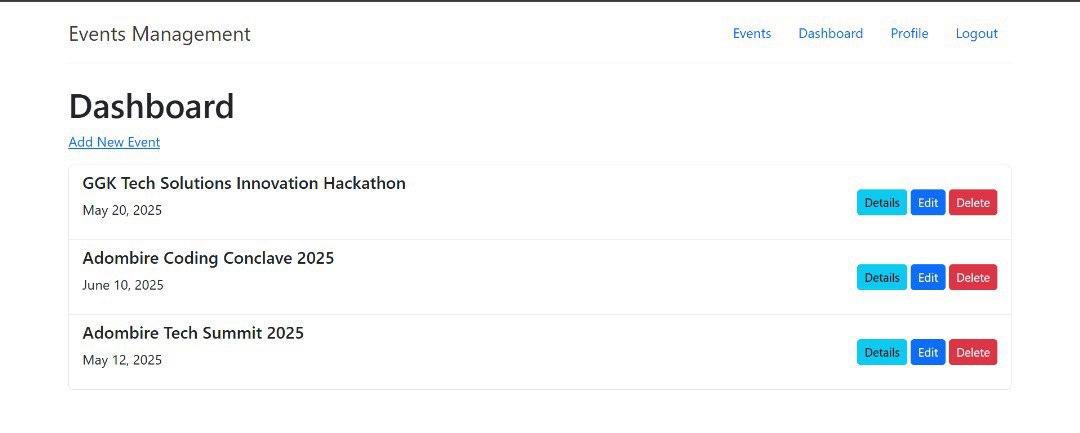 Events Management
Events Dashboard Profile Logout
Dashboard
Add New Event
GGK Tech Solutions Innovation Hackathon
May 20, 2025
Details Edit Delete
Adombire Coding Conclave 2025
June 10, 2025
Details Edit Delete
Adombire Tech Summit 2025
May 12, 2025
Details Edit Delete